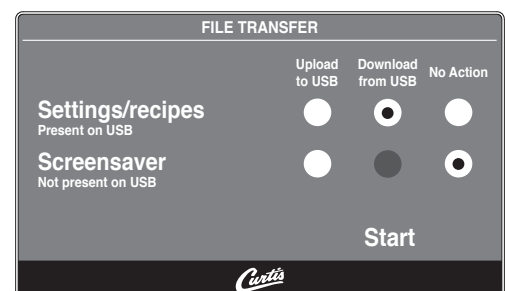 FILE TRANSFER
Upload to USB
Download from USB
No Action
Settings/recipes
Present on USB
Screensaver
Not present on USB
Start
Curtis